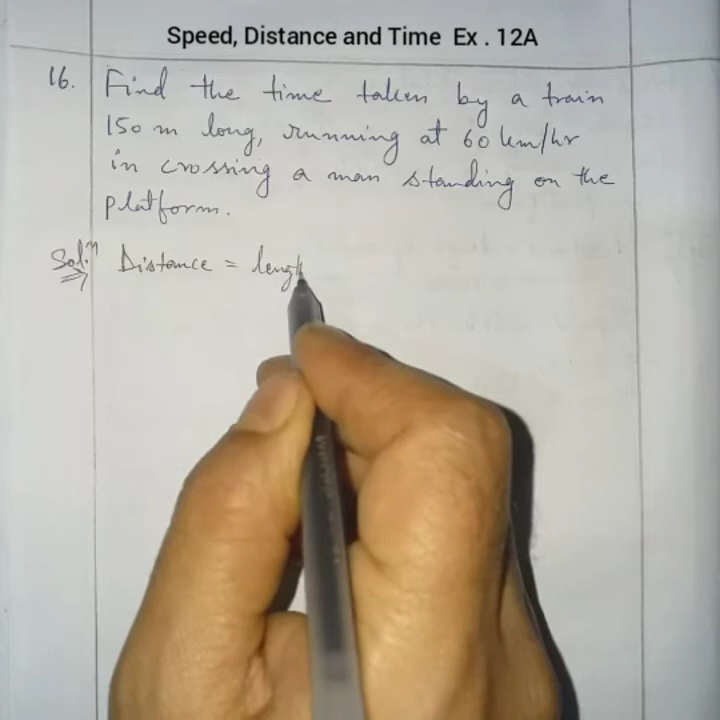 Speed, Distance and Time Ex . 12A
16. Find the time taken by a train
150 m long, running at 60 km/hr
in crossing a man standing on the
platform.
Sol.ⁿ Distance = lengt